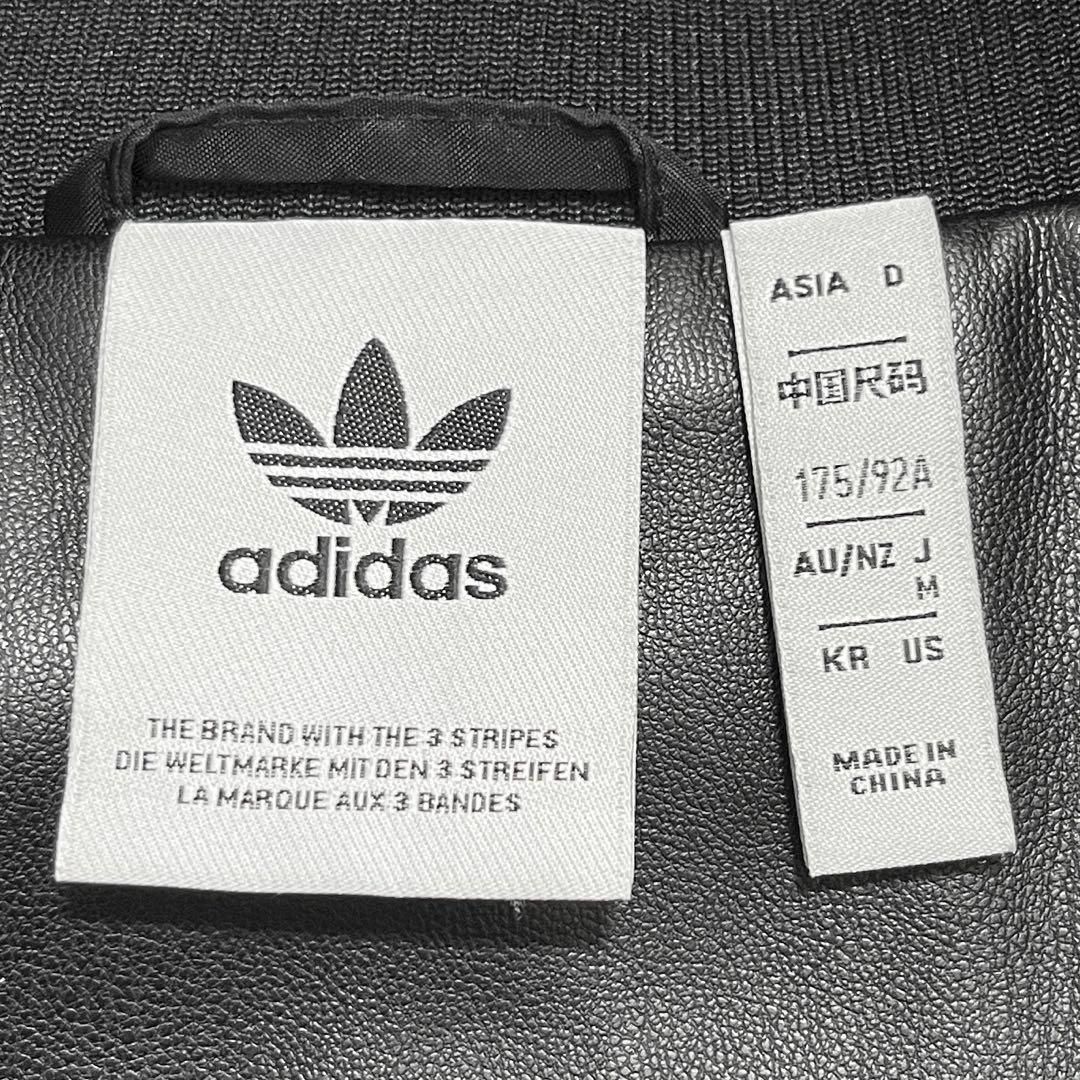 adidas
THE BRAND WITH THE 3 STRIPES
DIE WELTMARKE MIT DEN 3 STREIFEN
LA MARQUE AUX 3 BANDES
ASIA D
中国尺码
175/92A
AU/NZ J
M
KR US
MADE IN
CHINA